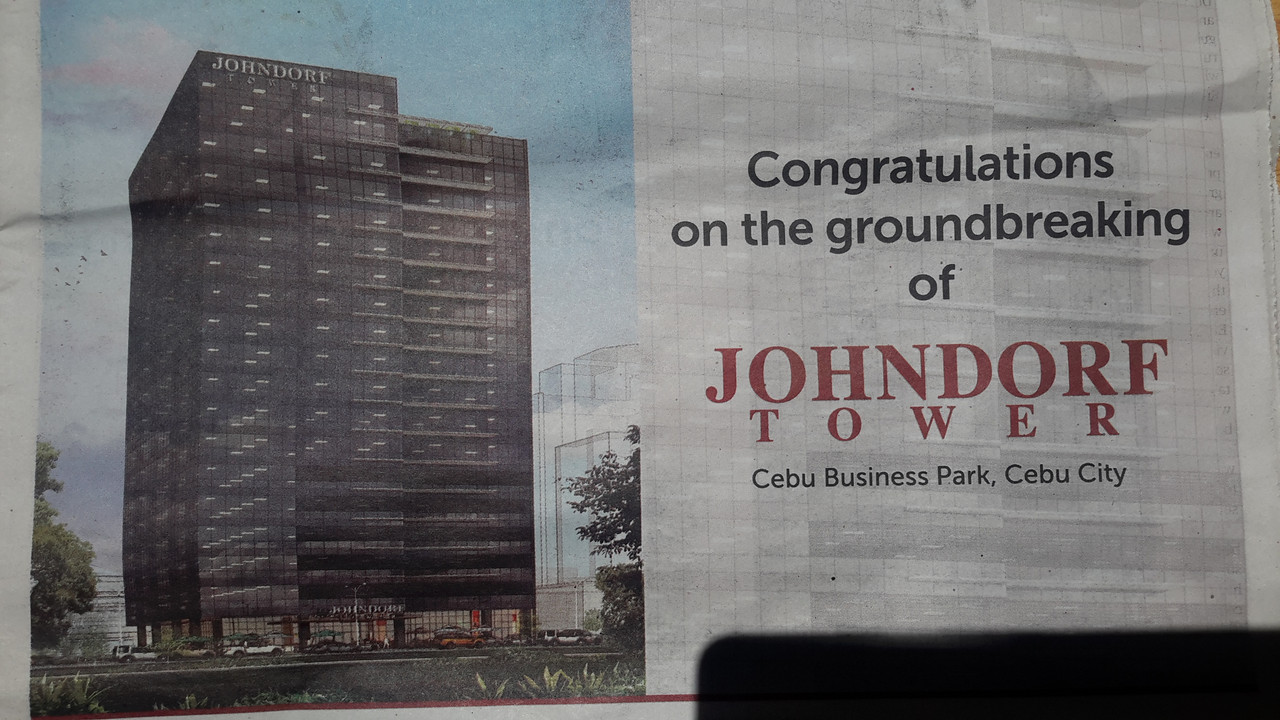 JOHNDORF
TOWER
JOHNDORF
Congratulations
on the groundbreaking
of
JOHNDORF
TOWER
Cebu Business Park, Cebu City